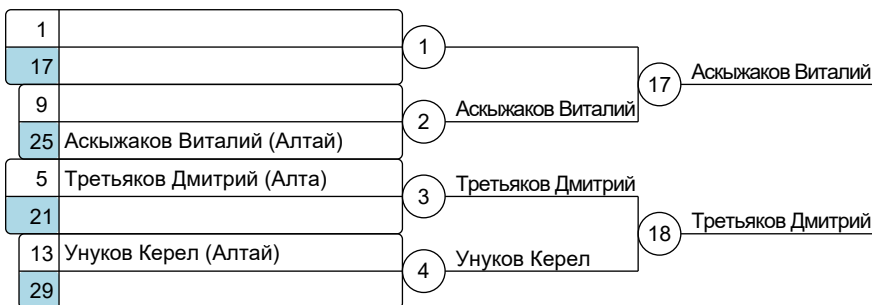 1
17
1
17
Аскыжаков Виталий
9
2
Аскыжаков Виталий
25 Аскыжаков Виталий (Алтай)
5 Третьяков Дмитрий (Алта)
3
Третьяков Дмитрий
21
18
Третьяков Дмитрий
13 Унуков Керел (Алтай)
4
Унуков Керел
29